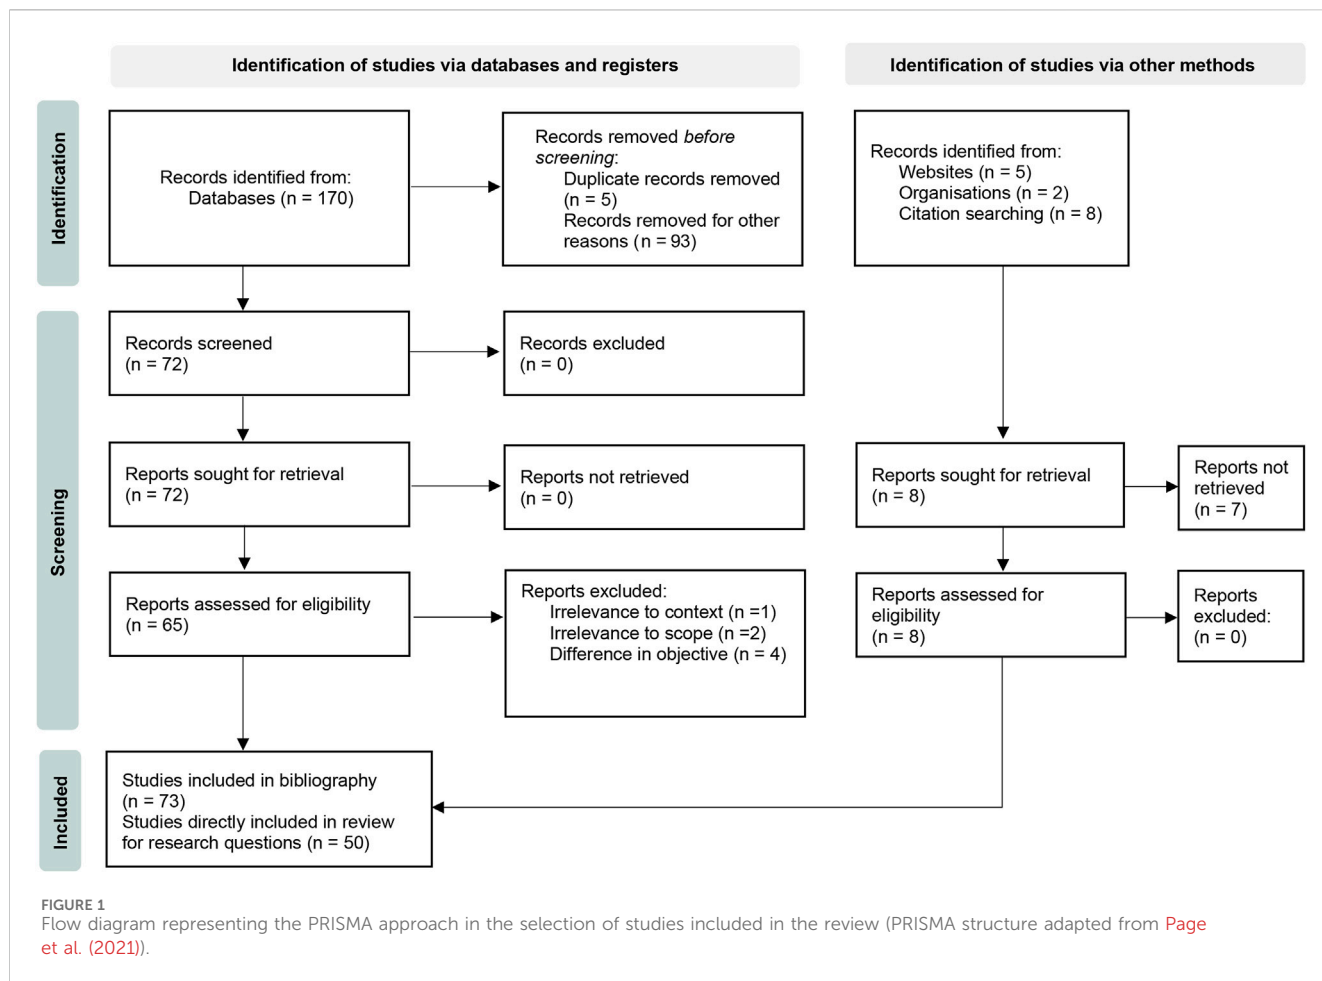 Identification of studies via databases and registers
Identification of studies via other methods
Identification
Records identified from:
Databases (n = 170)
Records removed before
screening:
Duplicate records removed
(n = 5)
Records removed for other
reasons (n = 93)
Records identified from:
Websites (n = 5)
Organisations (n = 2)
Citation searching (n = 8)
Screening
Records screened
(n = 72)
Records excluded
(n = 0)
Reports sought for retrieval
(n = 72)
Reports not retrieved
(n = 0)
Reports sought for retrieval
(n = 8)
Reports not
retrieved
(n = 7)
Reports assessed for eligibility
(n = 65)
Reports excluded:
Irrelevance to context (n =1)
Irrelevance to scope (n =2)
Difference in objective (n = 4)
Reports assessed for
eligibility
(n = 8)
Reports
excluded:
(n = 0)
Included
Studies included in bibliography
(n = 73)
Studies directly included in review
for research questions (n = 50)
FIGURE 1
Flow diagram representing the PRISMA approach in the selection of studies included in the review (PRISMA structure adapted from Page
et al. (2021)).